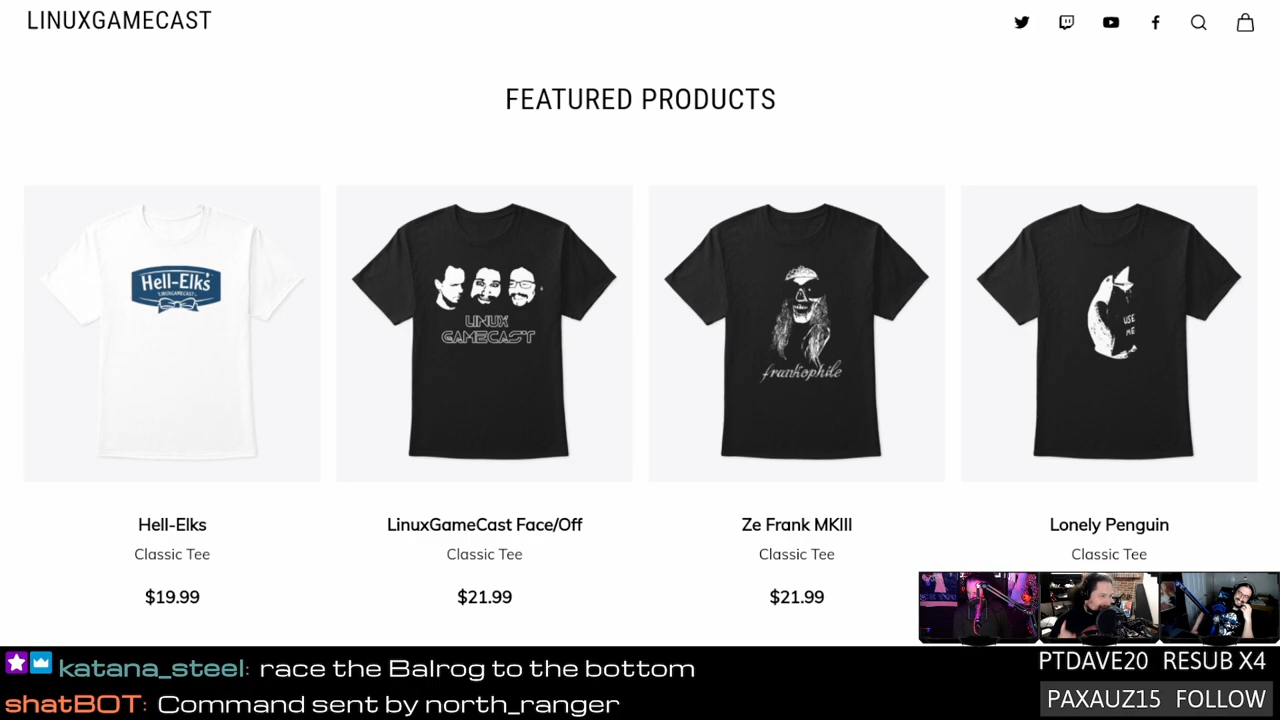 LINUXGAMECAST
FEATURED PRODUCTS
Hell-Elks
LINUXGAMECAST
LINUX
GAMECAST
frankophile
USE
ME
Hell-Elks
LinuxGameCast Face/Off
Ze Frank MKIII
Lonely Penguin
Classic Tee
Classic Tee
Classic Tee
Classic Tee
$19.99
$21.99
$21.99
katana_steel: race the Balrog to the bottom
PTDAVE20 RESUB X4
shatBOT: Command sent by north_ranger
PAXAUZ15 FOLLOW